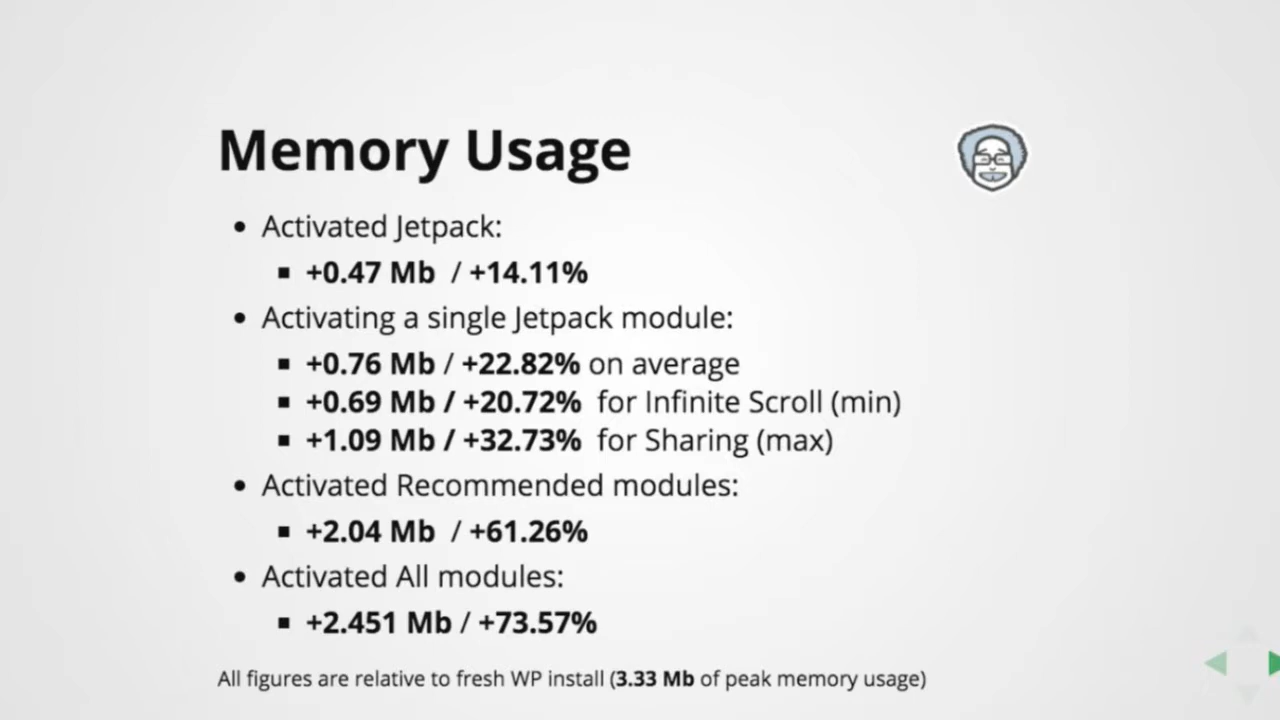 Memory Usage
• Activated Jetpack:
▪ +0.47 Mb / +14.11%
• Activating a single Jetpack module:
▪ +0.76 Mb / +22.82% on average
▪ +0.69 Mb / +20.72% for Infinite Scroll (min)
▪ +1.09 Mb / +32.73% for Sharing (max)
• Activated Recommended modules:
▪ +2.04 Mb / +61.26%
• Activated All modules:
▪ +2.451 Mb / +73.57%
All figures are relative to fresh WP install (3.33 Mb of peak memory usage)